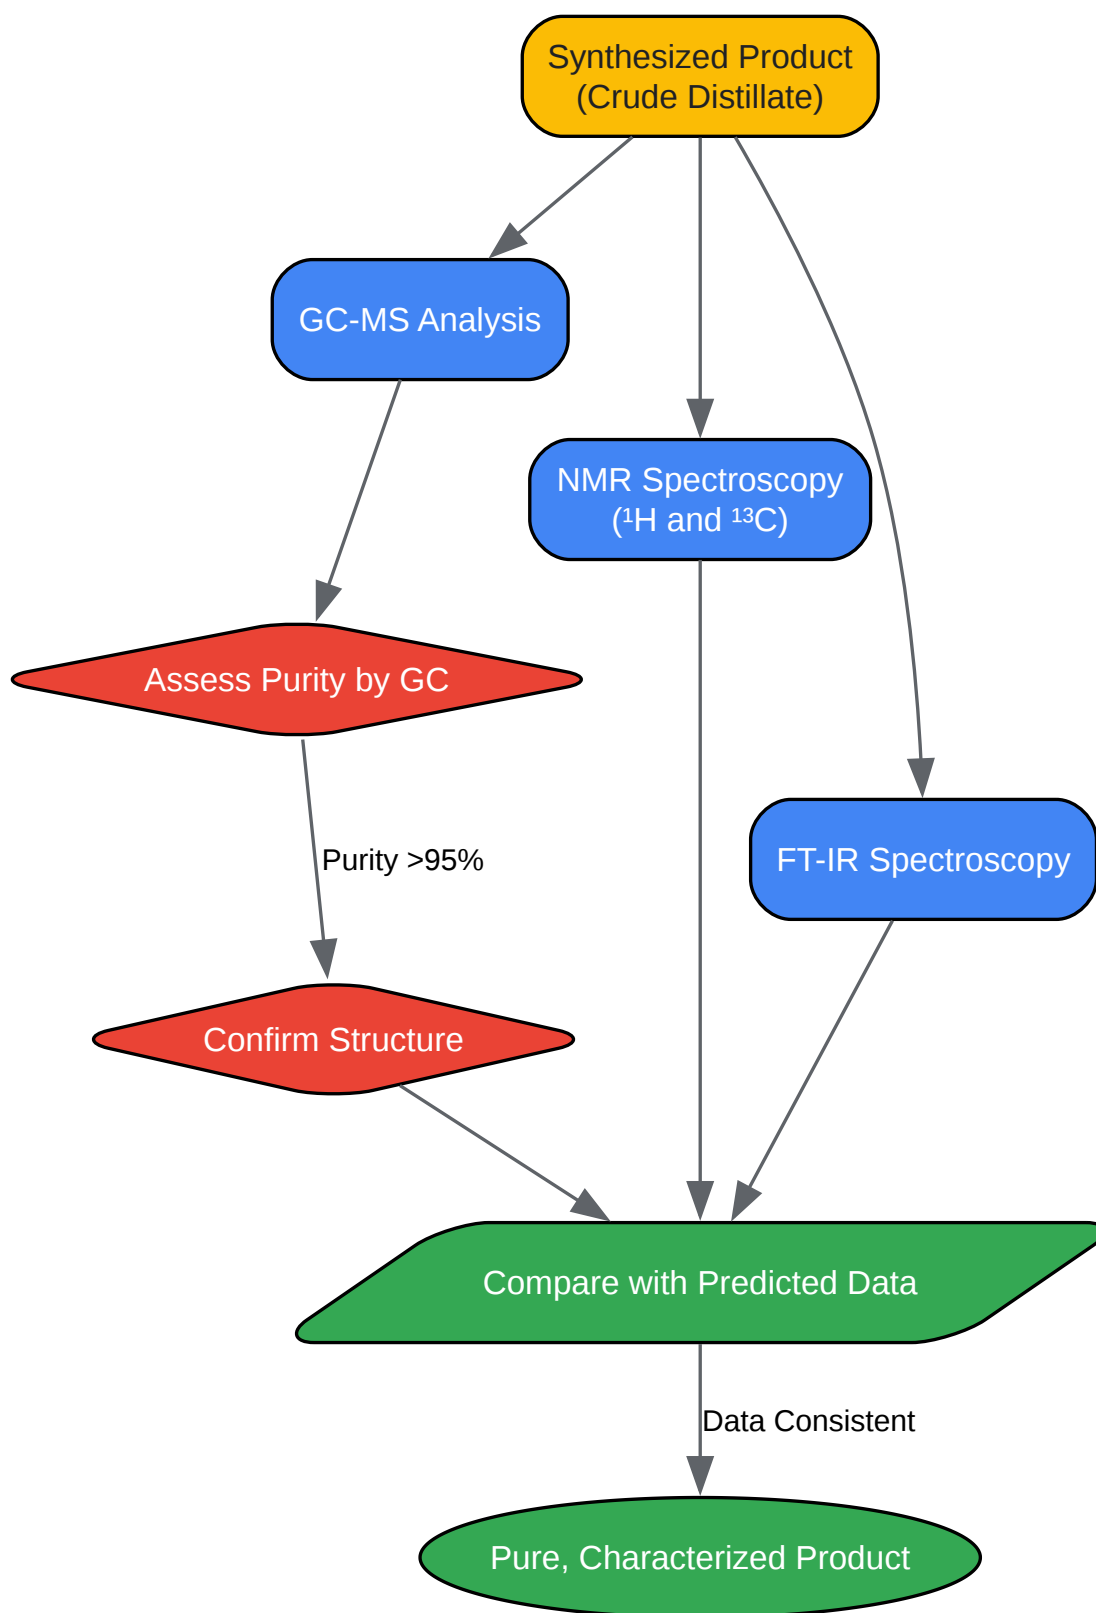 Synthesized Product
(Crude Distillate)
GC-MS Analysis
NMR Spectroscopy
(¹H and ¹³C)
Assess Purity by GC
Purity >95%
FT-IR Spectroscopy
Confirm Structure
Compare with Predicted Data
Data Consistent
Pure, Characterized Product